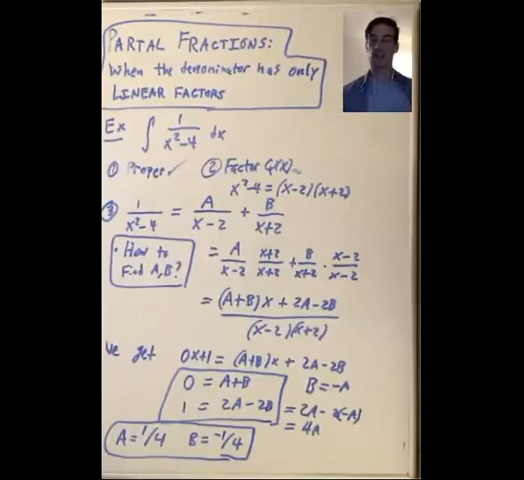 PARTAL FRACTIONS:
When the denominator has only
LINEAR FACTORS
Ex ∫ 1/(x²-4) dx
① Proper ✓ ② Factor Q(x)
x²-4 = (x-2)(x+2)
③ 1/(x²-4) = A/(x-2) + B/(x+2)
• How to = A/(x-2) (x+2)/(x+2) + B/(x+2) · (x-2)/(x-2)
Find A,B?
= ((A+B)x + 2A-2B)/((x-2)(x+2))
We get 0x+1 = (A+B)x + 2A-2B
0 = A+B B=-A
1 = 2A-2B = 2A-2(-A)
= 4A
A=1/4 B=-1/4